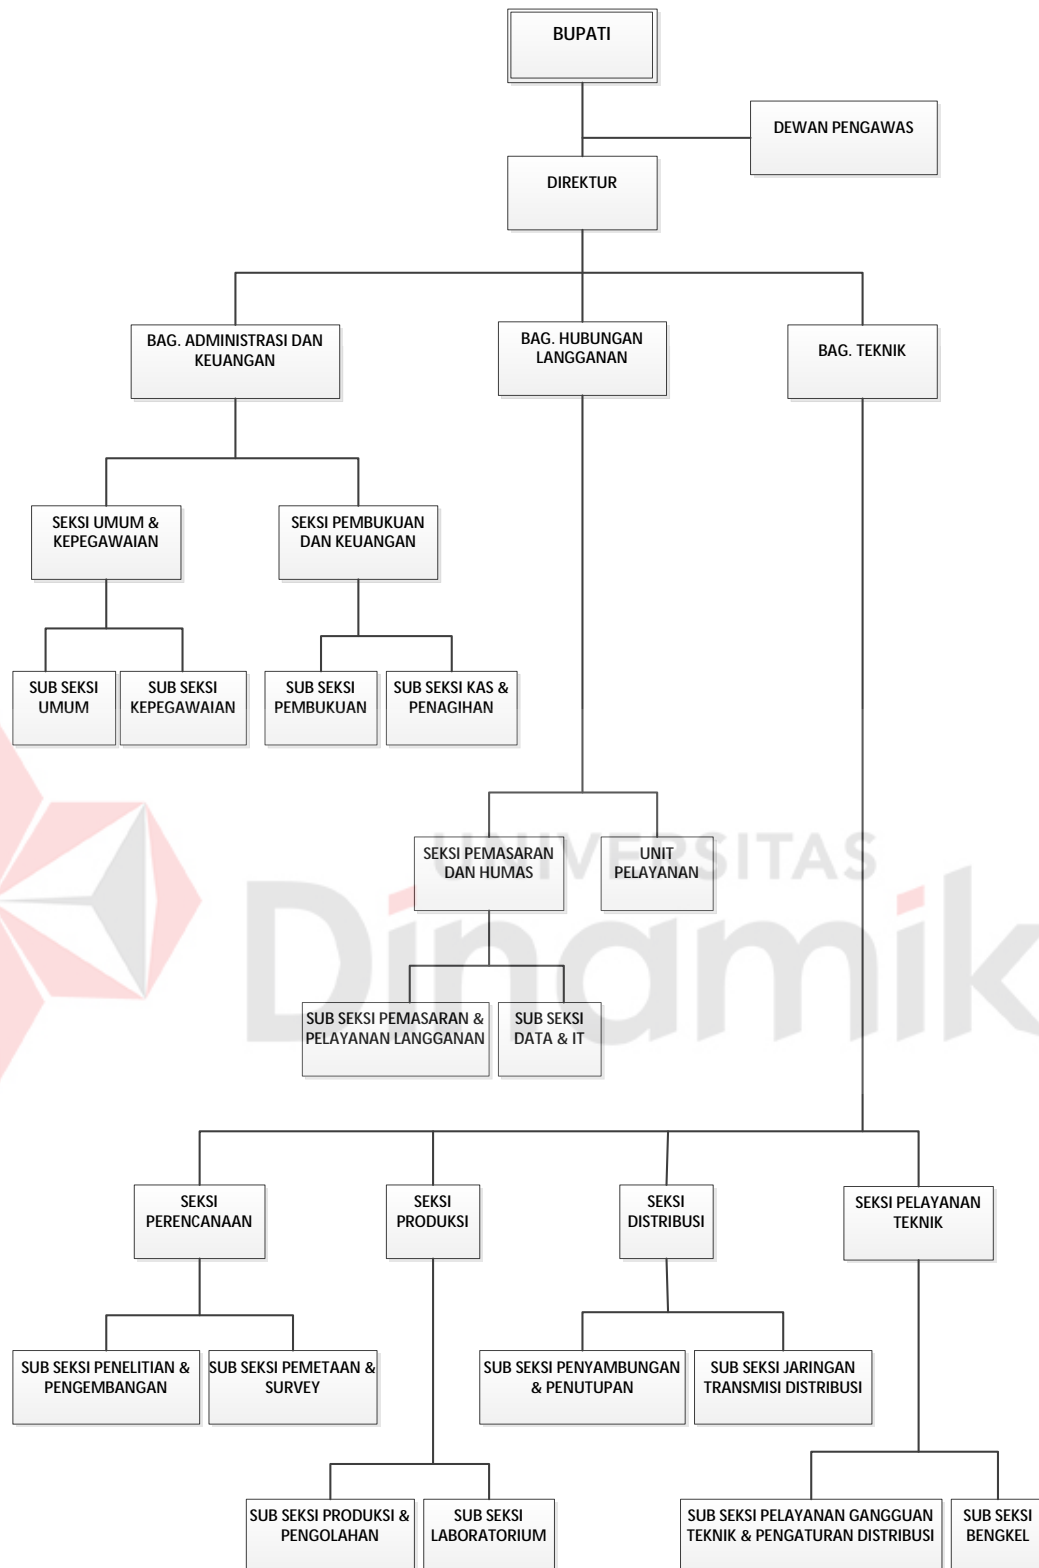 BUPATI
DEWAN PENGAWAS
DIREKTUR
BAG. ADMINISTRASI DAN
KEUANGAN
BAG. HUBUNGAN
LANGGANAN
BAG. TEKNIK
SEKSI UMUM &
KEPEGAWAIAN
SEKSI PEMBUKUAN
DAN KEUANGAN
SUB SEKSI
UMUM
SUB SEKSI
KEPEGAWAIAN
SUB SEKSI
PEMBUKUAN
SUB SEKSI KAS &
PENAGIHAN
SEKSI PEMASARAN
DAN HUMAS
UNIT
PELAYANAN
UNIVERSITAS
Dinamika
SUB SEKSI PEMASARAN &
PELAYANAN LANGGANAN
SUB SEKSI
DATA & IT
SEKSI
PERENCANAAN
SEKSI
PRODUKSI
SEKSI
DISTRIBUSI
SEKSI PELAYANAN
TEKNIK
SUB SEKSI PENELITIAN &
PENGEMBANGAN
SUB SEKSI PEMETAAN &
SURVEY
SUB SEKSI PENYAMBUNGAN
& PENUTUPAN
SUB SEKSI JARINGAN
TRANSMISI DISTRIBUSI
SUB SEKSI PRODUKSI &
PENGOLAHAN
SUB SEKSI
LABORATORIUM
SUB SEKSI PELAYANAN GANGGUAN
TEKNIK & PENGATURAN DISTRIBUSI
SUB SEKSI
BENGKEL